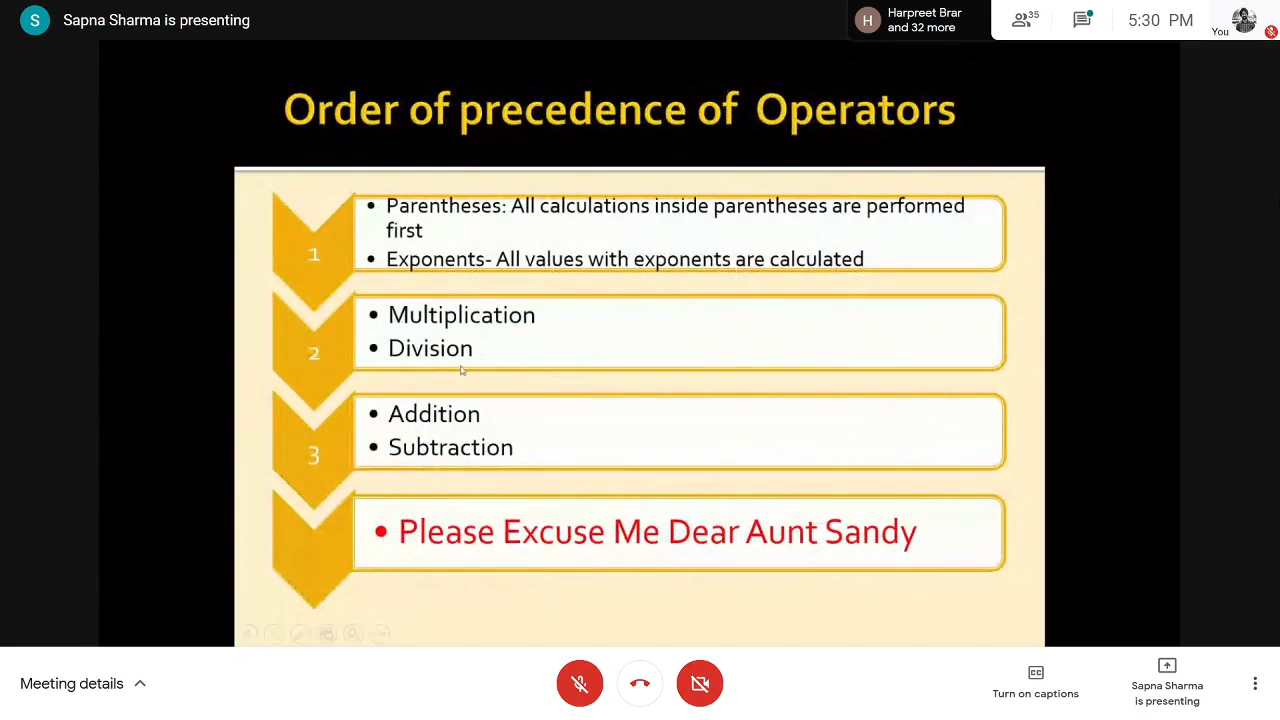 S Sapna Sharma is presenting
H Harpreet Brar
and 32 more
35
5:30 PM
You
Order of precedence of Operators
1
• Parentheses: All calculations inside parentheses are performed
first
• Exponents- All values with exponents are calculated
2
• Multiplication
• Division
3
• Addition
• Subtraction
• Please Excuse Me Dear Aunt Sandy
Meeting details
CC
Turn on captions
Sapna Sharma
is presenting